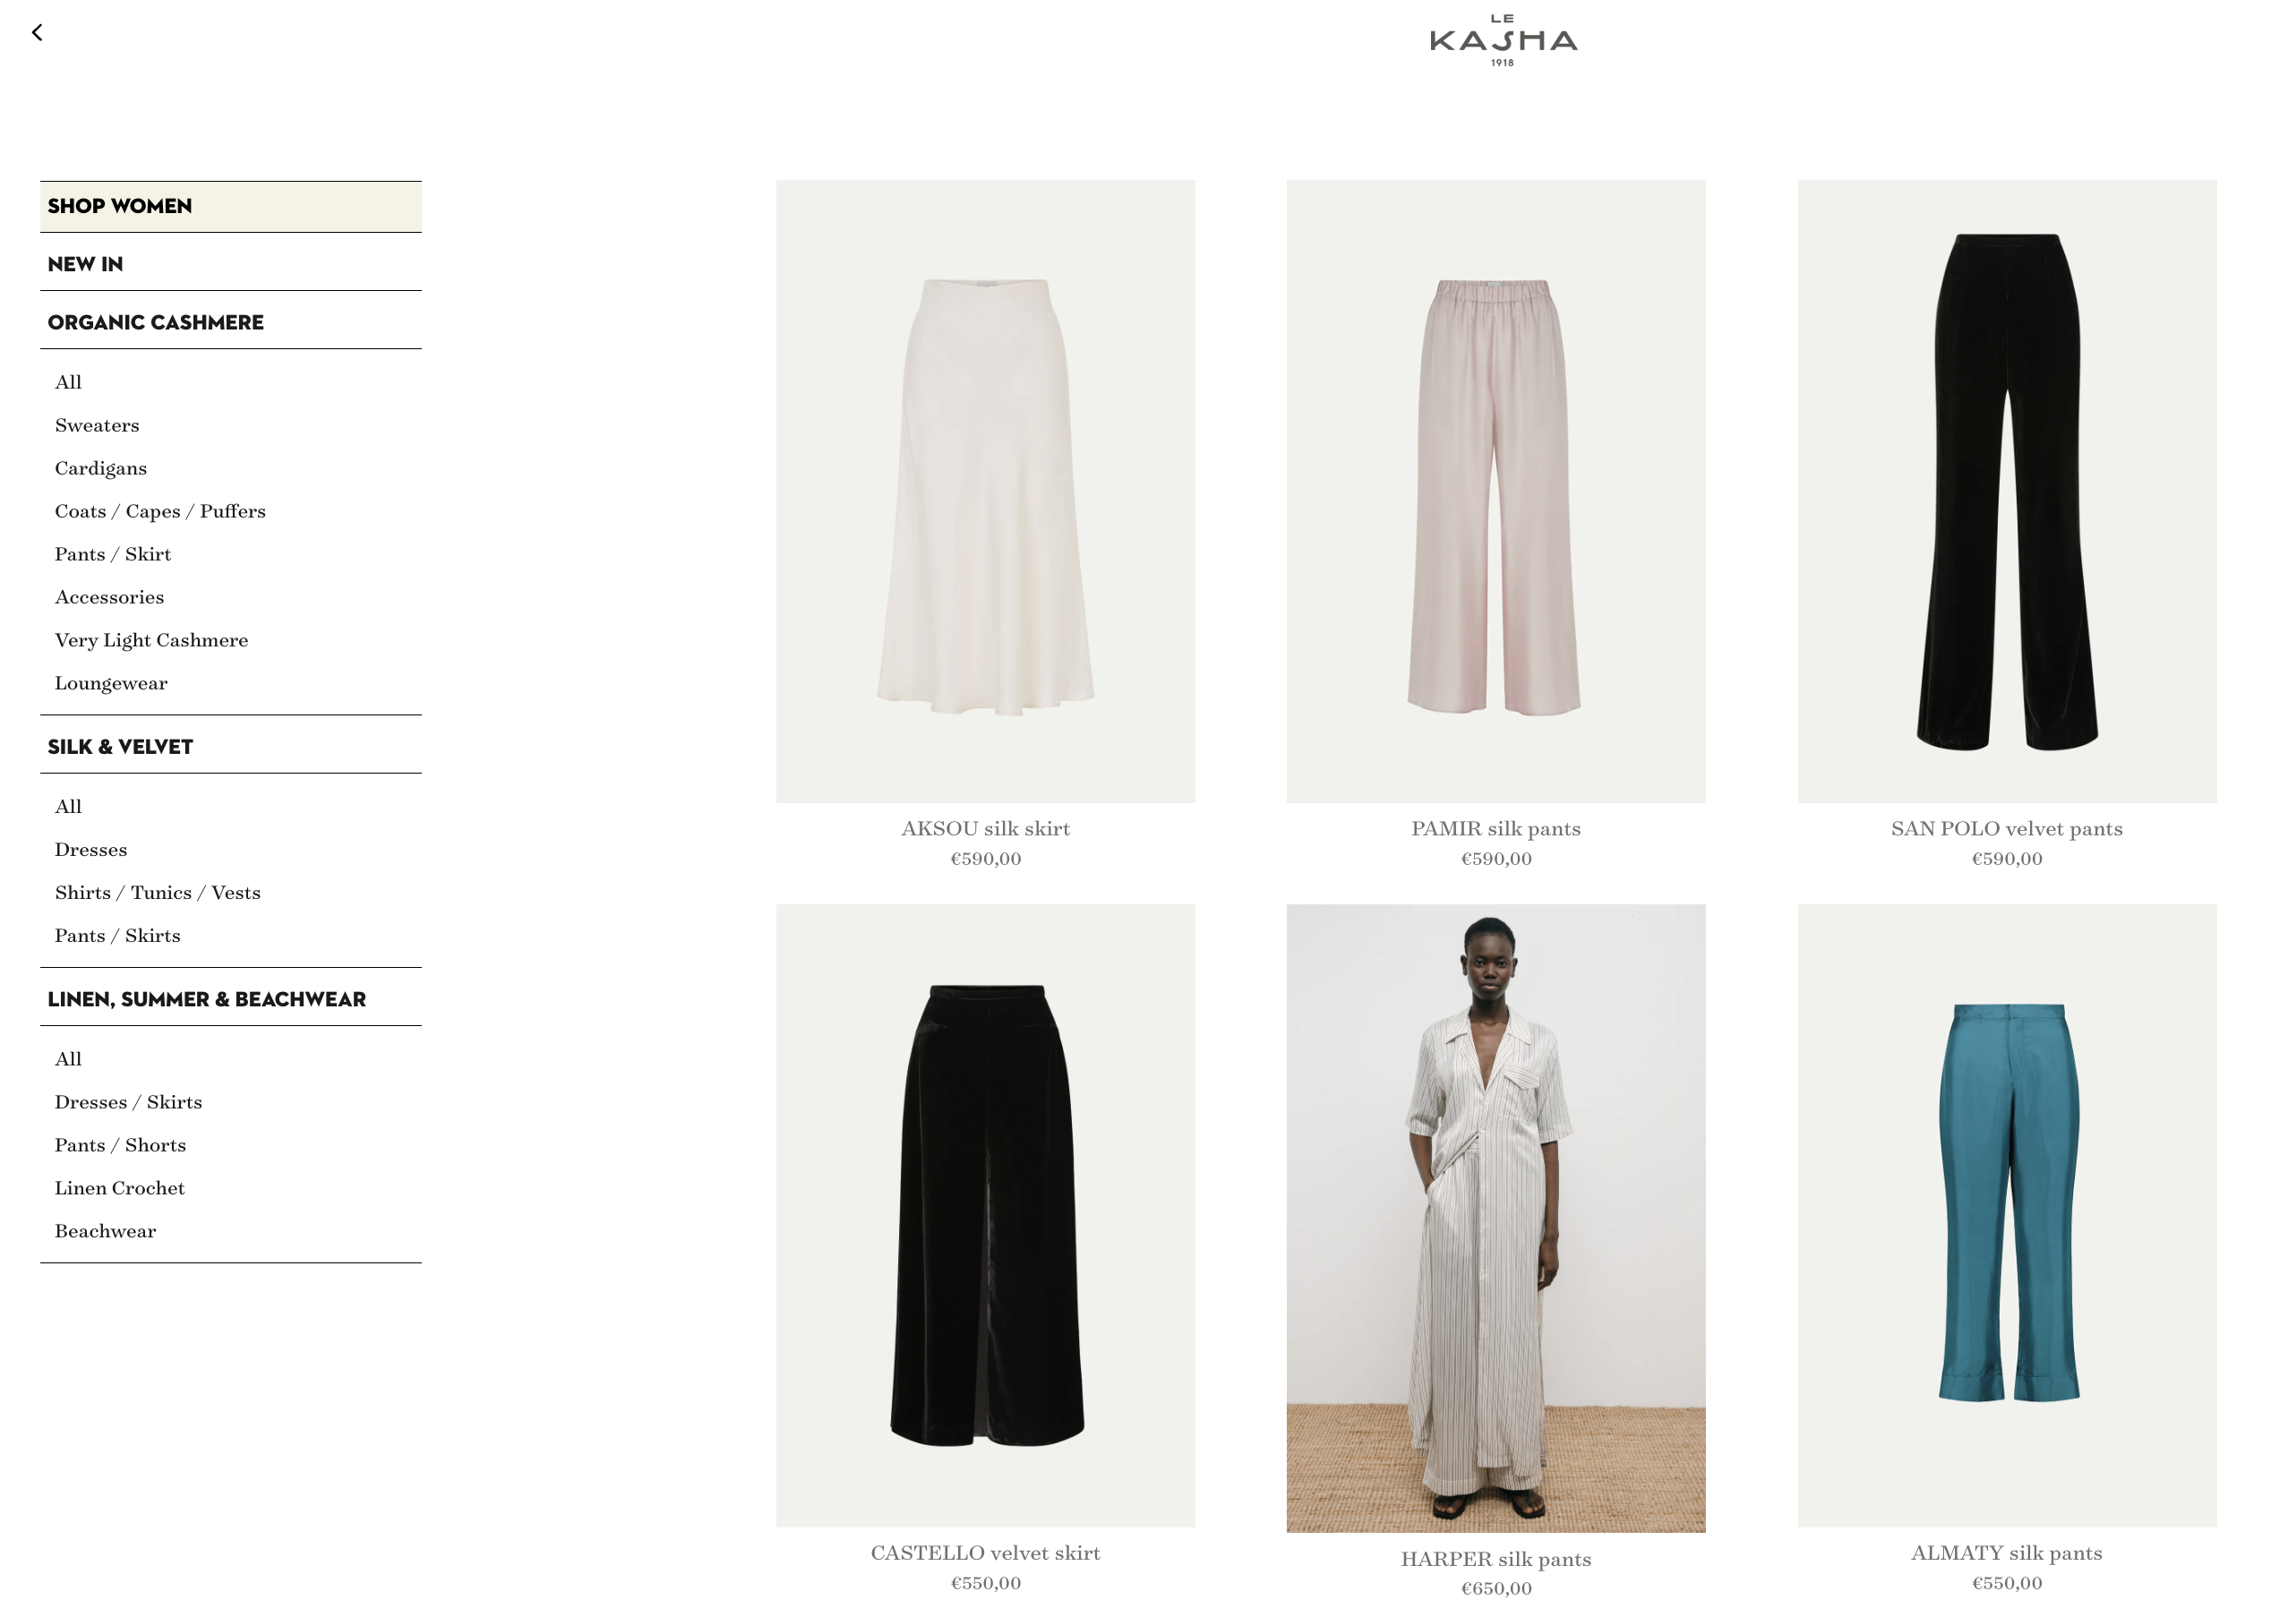 LE
KASHA
1918
SHOP WOMEN
NEW IN
ORGANIC CASHMERE
All
Sweaters
Cardigans
Coats / Capes / Puffers
Pants / Skirt
Accessories
Very Light Cashmere
Loungewear
SILK & VELVET
All
Dresses
Shirts / Tunics / Vests
Pants / Skirts
LINEN, SUMMER & BEACHWEAR
All
Dresses / Skirts
Pants / Shorts
Linen Crochet
Beachwear
AKSOU silk skirt
€590,00
PAMIR silk pants
€590,00
SAN POLO velvet pants
€590,00
CASTELLO velvet skirt
€550,00
HARPER silk pants
€650,00
ALMATY silk pants
€550,00